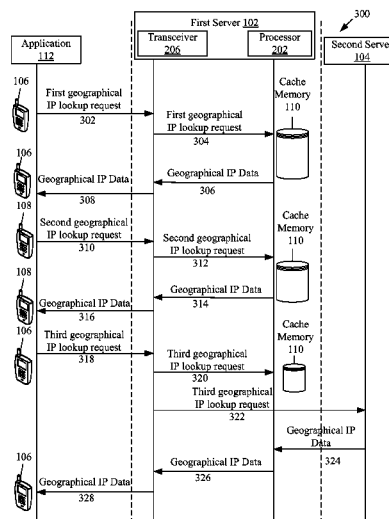 300
First Server 102
Application
112
Transceiver
206
Processor
202
Second Serve
104
106
First geographical
IP lookup request
302
First geographical
IP lookup request
304
Cache
Memory
110
106
Geographical IP Data
306
Geographical IP Data
308
108
Second geographical
IP lookup request
310
Second geographical
IP lookup request
312
Cache
Memory
110
108
Geographical IP Data
314
Geographical IP Data
316
106
Third geographical
IP lookup request
318
Third geographical
IP lookup request
320
Cache
Memory
110
Third geographical
IP lookup request
322
Geographical IP
Data
324
106
Geographical IP Data
326
Geographical IP Data
328